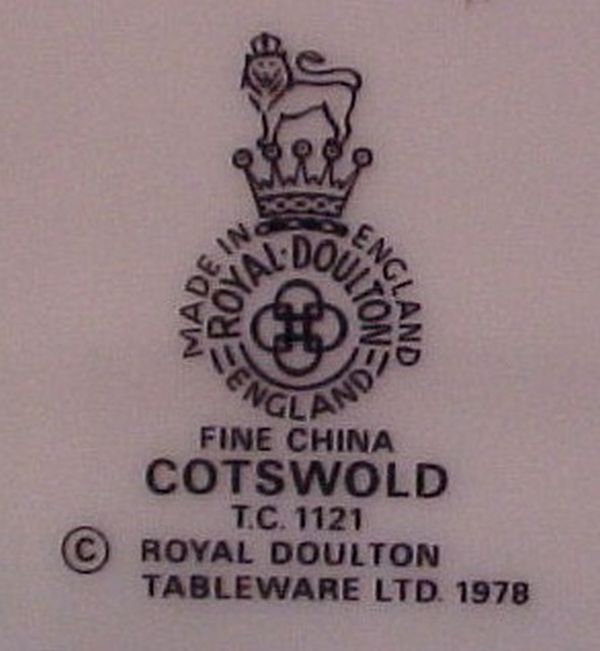 MADE IN ENGLAND
ROYAL·DOULTON
ENGLAND
FINE CHINA
COTSWOLD
T.C. 1121
© ROYAL DOULTON
TABLEWARE LTD. 1978